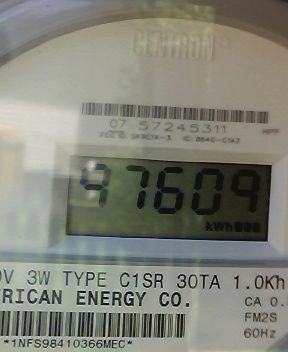 CENTRON
07 57245311
97609
kWh
0V 3W TYPE C1SR 30TA 1.0Kh
RICAN ENERGY CO.
CA 0.
FM2S
*1NFS98410366MEC*
60Hz